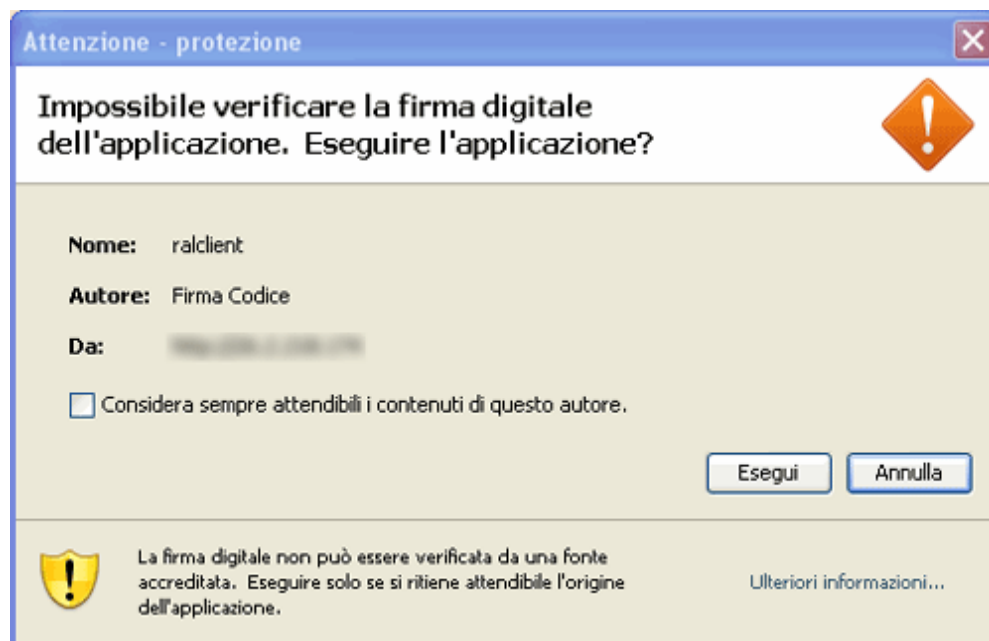 Attenzione - protezione
Impossibile verificare la firma digitale
dell'applicazione. Eseguire l'applicazione?
Nome: ralclient
Autore: Firma Codice
Da:
Considera sempre attendibili i contenuti di questo autore.
Esegui Annulla
La firma digitale non può essere verificata da una fonte
accreditata. Eseguire solo se si ritiene attendibile l'origine
dell'applicazione.
Ulteriori informazioni...